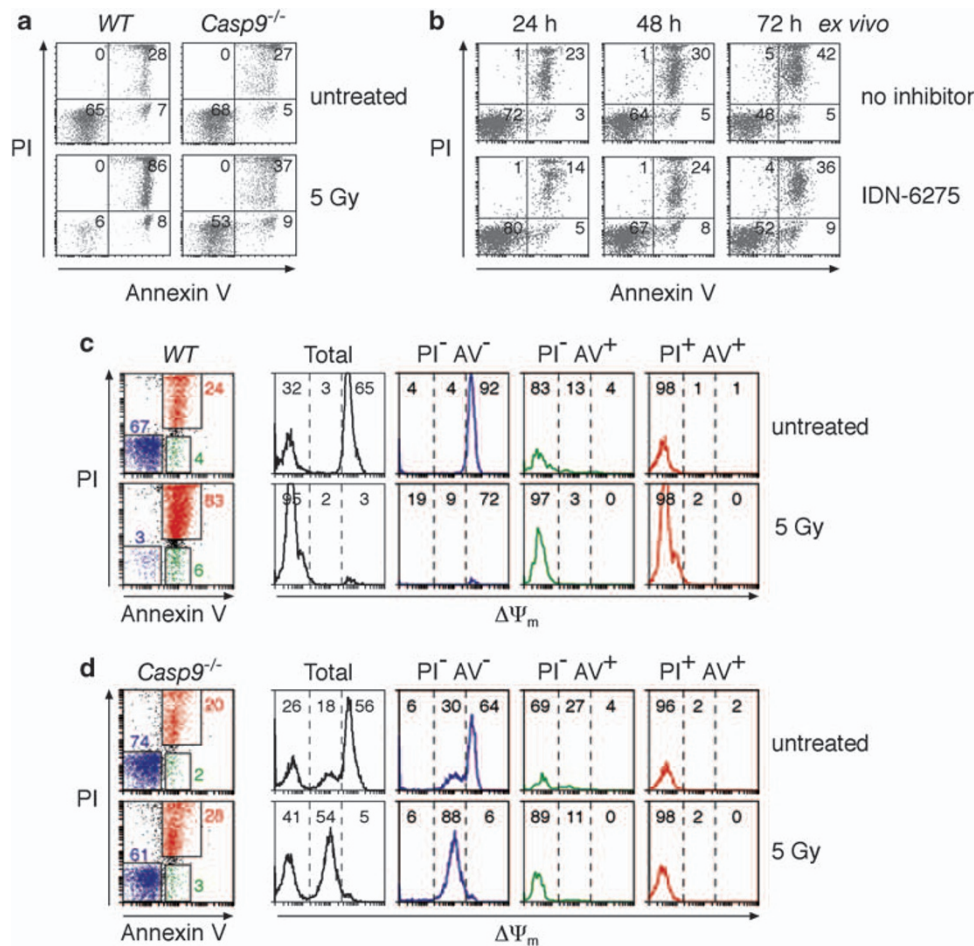 a WT Casp9-/-
0 28 0 27
65 7 68 5
untreated
0 86 0 37
6 8 53 9
5 Gy
PI
Annexin V
b 24 h 48 h 72 h ex vivo
1 23 1 30 5 42
72 3 64 5 48 5
no inhibitor
1 14 1 24 4 36
80 5 67 8 52 9
IDN-6275
PI
Annexin V
c WT Total PI- AV- PI- AV+ PI+ AV+
24 32 3 65 4 4 92 83 13 4 98 1 1
67
4
untreated
83 95 2 3 19 9 72 97 3 0 98 2 0
3
6
5 Gy
PI
Annexin V ΔΨm
d Casp9-/- Total PI- AV- PI- AV+ PI+ AV+
20 26 18 56 6 30 64 69 27 4 96 2 2
74
2
untreated
28 41 54 5 6 88 6 89 11 0 98 2 0
61
3
5 Gy
PI
Annexin V ΔΨm